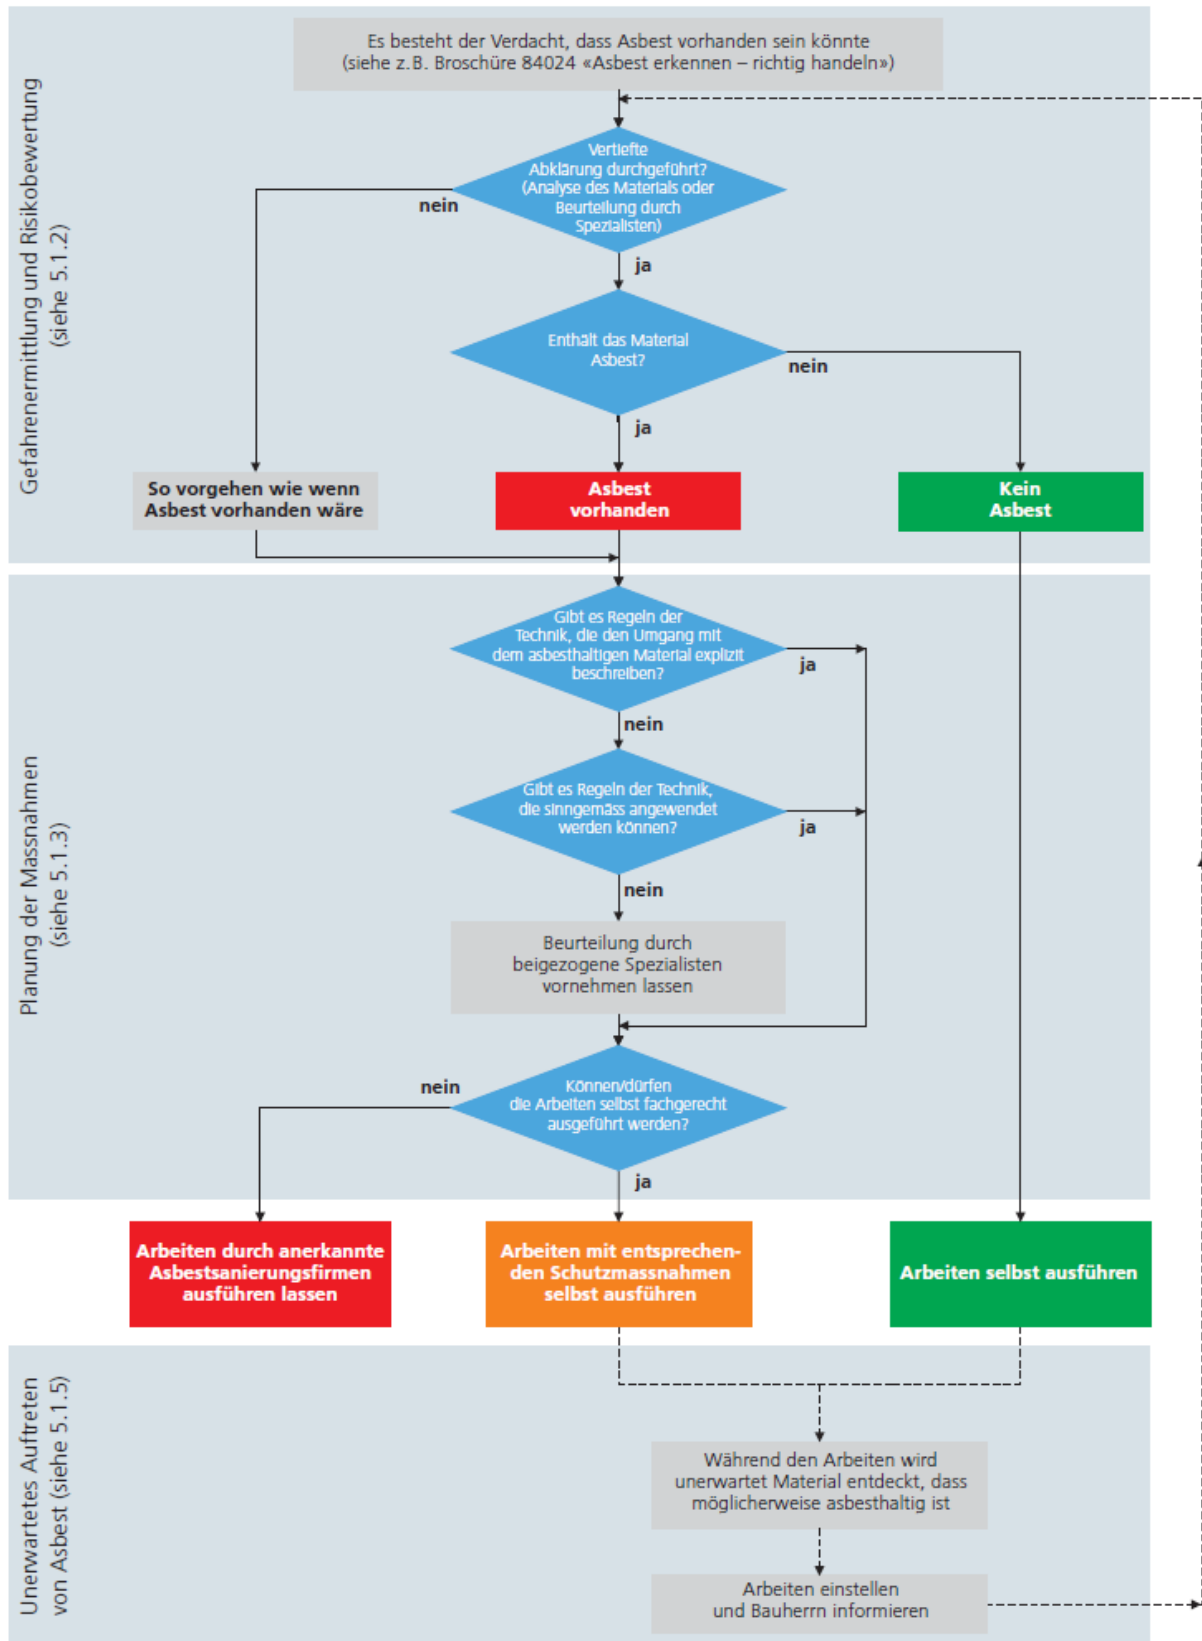 Es besteht der Verdacht, dass Asbest vorhanden sein könnte
(siehe z.B. Broschüre 84024 «Asbest erkennen – richtig handeln»)
Gefahrenermittlung und Risikobewertung
(siehe 5.1.2)
Vertiefte
Abklärung durchgeführt?
(Analyse des Materials oder
Beurteilung durch
Spezialisten)
nein
ja
Enthält das Material
Asbest?
nein
ja
So vorgehen wie wenn
Asbest vorhanden wäre
Asbest
vorhanden
Kein
Asbest
Planung der Massnahmen
(siehe 5.1.3)
Gibt es Regeln der
Technik, die den Umgang mit
dem asbesthaltigen Material explizit
beschreiben?
ja
nein
Gibt es Regeln der Technik,
die sinngemäss angewendet
werden können?
ja
nein
Beurteilung durch
beigezogene Spezialisten
vornehmen lassen
Können/dürfen
die Arbeiten selbst fachgerecht
ausgeführt werden?
nein
ja
Arbeiten durch anerkannte
Asbestsanierungsfirmen
ausführen lassen
Arbeiten mit entsprechen-
den Schutzmassnahmen
selbst ausführen
Arbeiten selbst ausführen
Unerwartetes Auftreten
von Asbest (siehe 5.1.5)
Während den Arbeiten wird
unerwartet Material entdeckt, dass
möglicherweise asbesthaltig ist
Arbeiten einstellen
und Bauherrn informieren